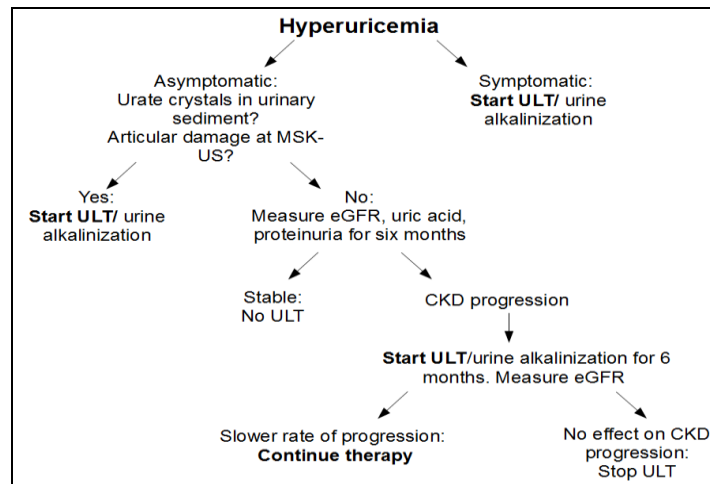 Hyperuricemia
Asymptomatic:
Urate crystals in urinary
sediment?
Articular damage at MSK-
US?
Symptomatic:
Start ULT/ urine
alkalinization
Yes:
Start ULT/ urine
alkalinization
No:
Measure eGFR, uric acid,
proteinuria for six months
Stable:
No ULT
CKD progression
Start ULT/urine alkalinization for 6
months. Measure eGFR
Slower rate of progression:
Continue therapy
No effect on CKD
progression:
Stop ULT